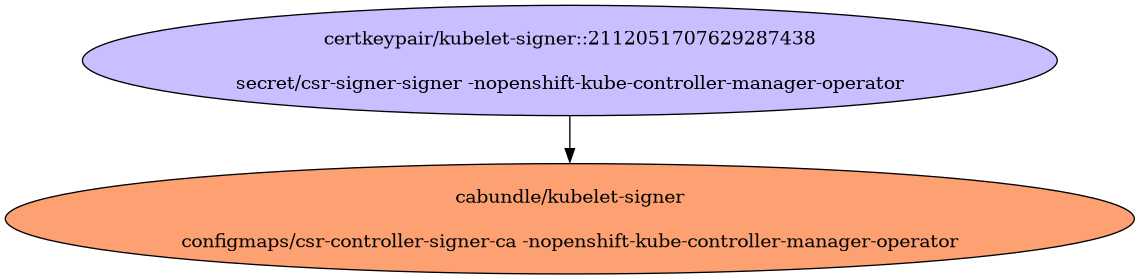 certkeypair/kubelet-signer::2112051707629287438
secret/csr-signer-signer -nopenshift-kube-controller-manager-operator
cabundle/kubelet-signer
configmaps/csr-controller-signer-ca -nopenshift-kube-controller-manager-operator